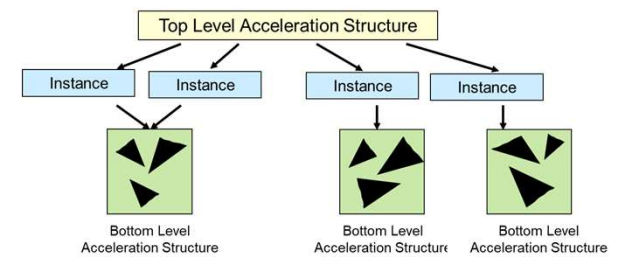 Top Level Acceleration Structure
Instance
Instance
Instance
Instance
Bottom Level
Acceleration Structure
Bottom Level
Acceleration Structure
Bottom Level
Acceleration Structure